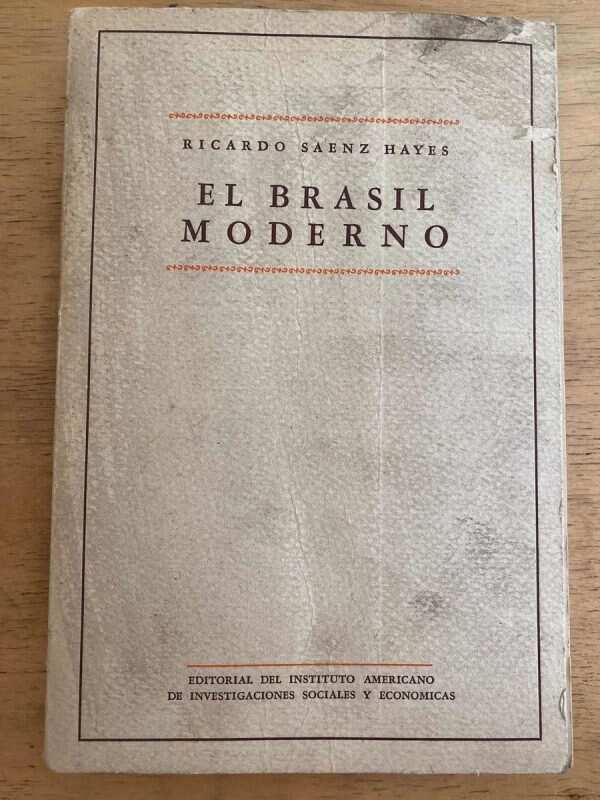 RICARDO SAENZ HAYES
EL BRASIL
MODERNO
EDITORIAL DEL INSTITUTO AMERICANO
DE INVESTIGACIONES SOCIALES Y ECONOMICAS